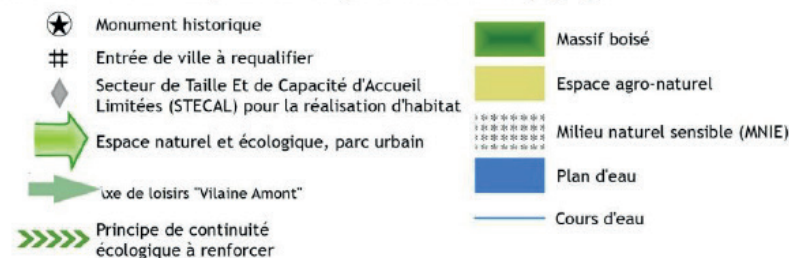 Monument historique
Entrée de ville à requalifier
Secteur de Taille Et de Capacité d'Accueil
Limitées (STECAL) pour la réalisation d'habitat
Espace naturel et écologique, parc urbain
xe de loisirs "Vilaine Amont"
Principe de continuité
écologique à renforcer
Massif boisé
Espace agro-naturel
Milieu naturel sensible (MNIE)
Plan d'eau
Cours d'eau